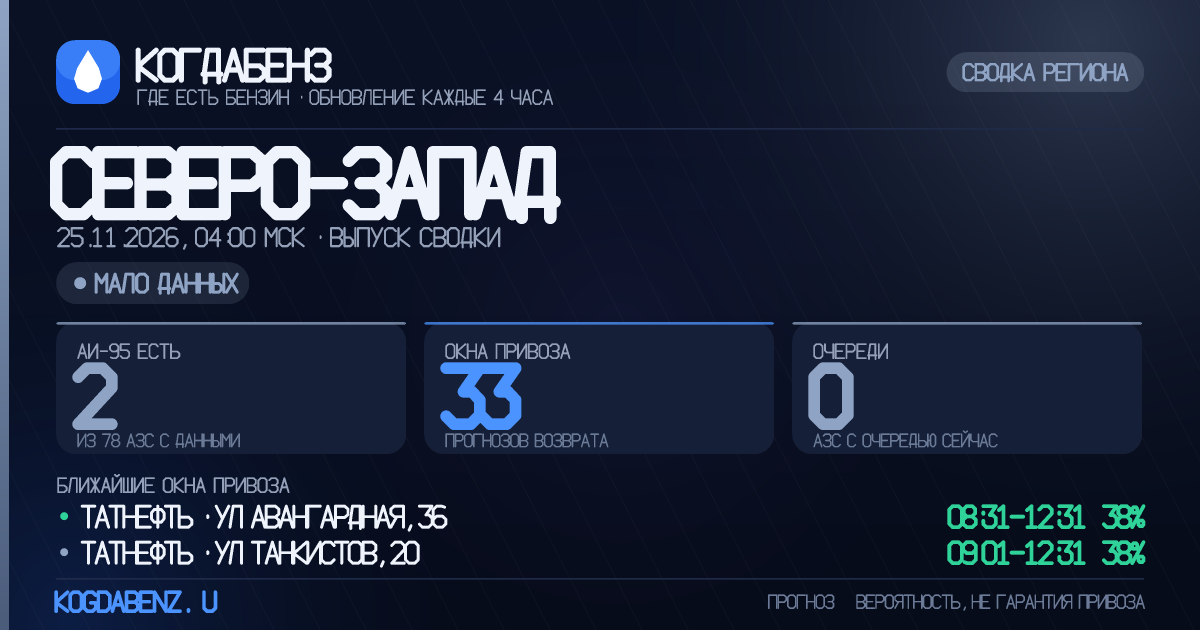 КОГДАБЕНЗ
ГДЕ ЕСТЬ БЕНЗИН · ОБНОВЛЕНИЕ КАЖДЫЕ 4 ЧАСА
СВОДКА РЕГИОНА
СЕВЕРО-ЗАПАД
25.11.2026, 04:00 МСК · ВЫПУСК СВОДКИ
• МАЛО ДАННЫХ
АИ-95 ЕСТЬ
2
ИЗ 78 АЗС С ДАННЫМИ
ОКНА ПРИВОЗА
33
ПРОГНОЗОВ ВОЗВРАТА
ОЧЕРЕДИ
0
АЗС С ОЧЕРЕДЬЮ СЕЙЧАС
БЛИЖАЙШИЕ ОКНА ПРИВОЗА
• ТАТНЕФТЬ · УЛ АВАНГАРДНАЯ, 36 08:31-12:31 38%
• ТАТНЕФТЬ · УЛ ТАНКИСТОВ, 20 09:01-12:31 38%
KOGDABENZ. U
ПРОГНОЗ ВЕРОЯТНОСТЬ, НЕ ГАРАНТИЯ ПРИВОЗА